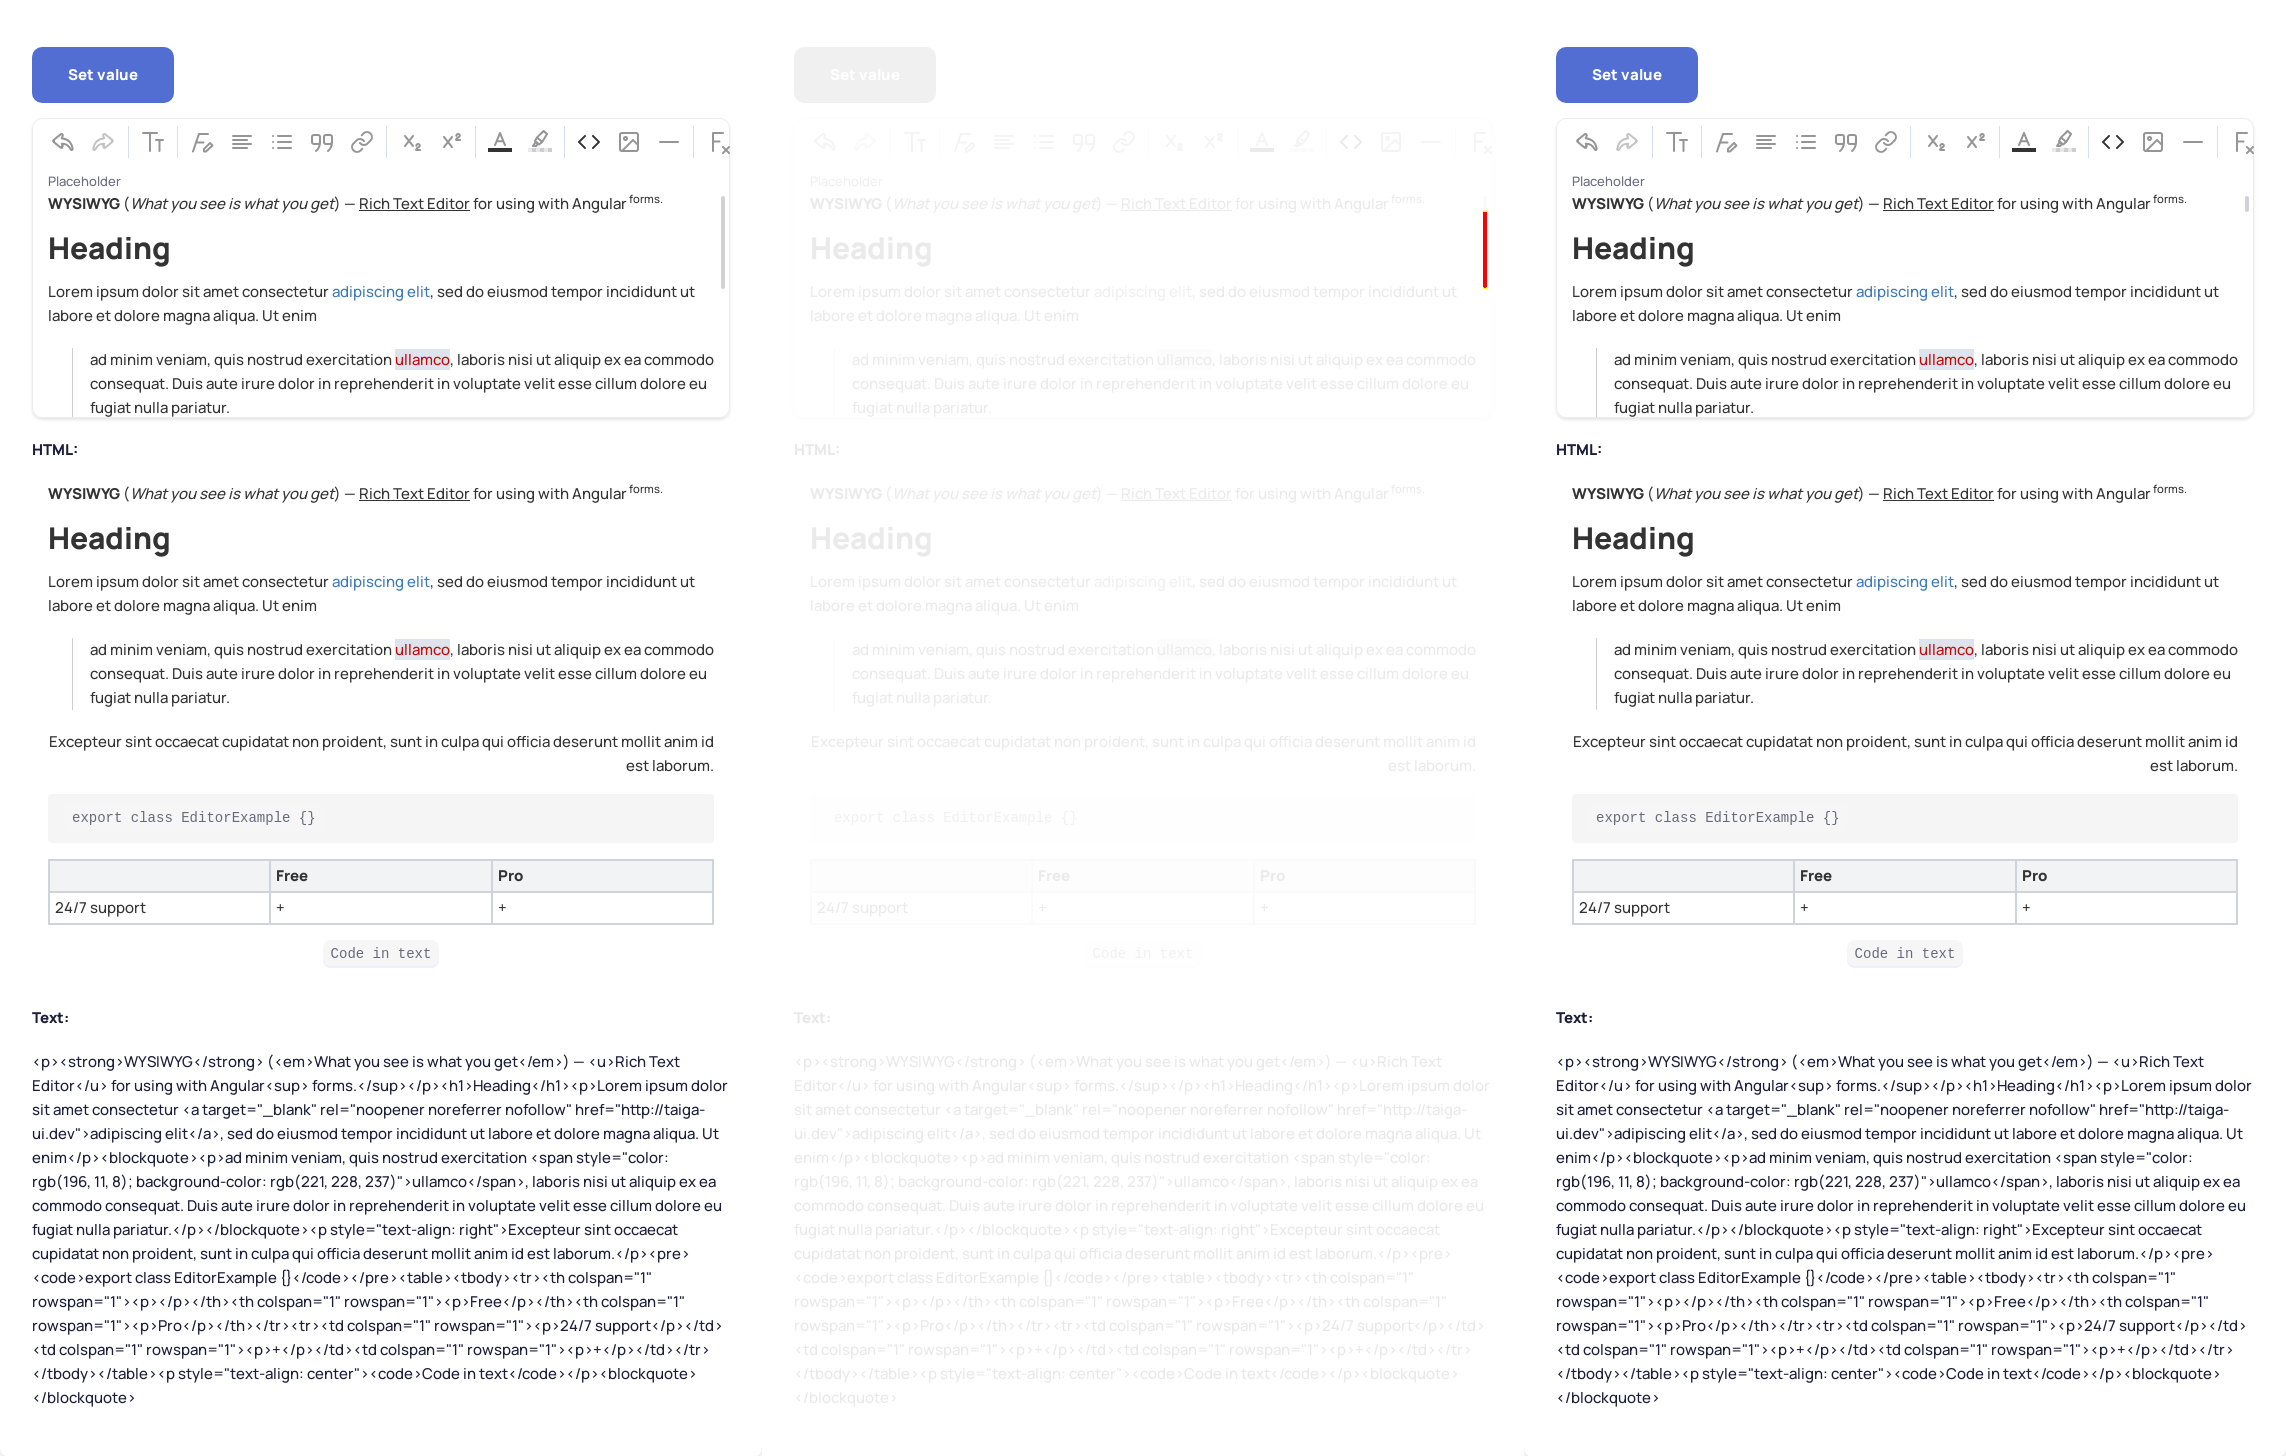 Set value
Placeholder
WYSIWYG (What you see is what you get) — Rich Text Editor for using with Angular forms.
Heading
Lorem ipsum dolor sit amet consectetur adipiscing elit, sed do eiusmod tempor incididunt ut
labore et dolore magna aliqua. Ut enim
ad minim veniam, quis nostrud exercitation ullamco, laboris nisi ut aliquip ex ea commodo
consequat. Duis aute irure dolor in reprehenderit in voluptate velit esse cillum dolore eu
fugiat nulla pariatur.
HTML:
WYSIWYG (What you see is what you get) — Rich Text Editor for using with Angular forms.
Heading
Lorem ipsum dolor sit amet consectetur adipiscing elit, sed do eiusmod tempor incididunt ut
labore et dolore magna aliqua. Ut enim
ad minim veniam, quis nostrud exercitation ullamco, laboris nisi ut aliquip ex ea commodo
consequat. Duis aute irure dolor in reprehenderit in voluptate velit esse cillum dolore eu
fugiat nulla pariatur.
Excepteur sint occaecat cupidatat non proident, sunt in culpa qui officia deserunt mollit anim id
est laborum.
export class EditorExample {}
Free Pro
24/7 support + +
Code in text
Text:
<p><strong>WYSIWYG</strong> (<em>What you see is what you get</em>) — <u>Rich Text
Editor</u> for using with Angular<sup> forms.</sup></p><h1>Heading</h1><p>Lorem ipsum dolor
sit amet consectetur <a target="_blank" rel="noopener noreferrer nofollow" href="http://taiga-
ui.dev">adipiscing elit</a>, sed do eiusmod tempor incididunt ut labore et dolore magna aliqua. Ut
enim</p><blockquote><p>ad minim veniam, quis nostrud exercitation <span style="color:
rgb(196, 11, 8); background-color: rgb(221, 228, 237)">ullamco</span>, laboris nisi ut aliquip ex ea
commodo consequat. Duis aute irure dolor in reprehenderit in voluptate velit esse cillum dolore eu
fugiat nulla pariatur.</p></blockquote><p style="text-align: right">Excepteur sint occaecat
cupidatat non proident, sunt in culpa qui officia deserunt mollit anim id est laborum.</p><pre>
<code>export class EditorExample {}</code></pre><table><tbody><tr><th colspan="1"
rowspan="1"><p></p></th><th colspan="1" rowspan="1"><p>Free</p></th><th colspan="1"
rowspan="1"><p>Pro</p></th></tr><tr><td colspan="1" rowspan="1"><p>24/7 support</p></td>
<td colspan="1" rowspan="1"><p>+</p></td><td colspan="1" rowspan="1"><p>+</p></td></tr>
</tbody></table><p style="text-align: center"><code>Code in text</code></p><blockquote>
</blockquote>
Set value
Placeholder
WYSIWYG (What you see is what you get) — Rich Text Editor for using with Angular forms.
Heading
Lorem ipsum dolor sit amet consectetur adipiscing elit, sed do eiusmod tempor incididunt ut
labore et dolore magna aliqua. Ut enim
ad minim veniam, quis nostrud exercitation ullamco, laboris nisi ut aliquip ex ea commodo
consequat. Duis aute irure dolor in reprehenderit in voluptate velit esse cillum dolore eu
fugiat nulla pariatur.
HTML:
WYSIWYG (What you see is what you get) — Rich Text Editor for using with Angular forms.
Heading
Lorem ipsum dolor sit amet consectetur adipiscing elit, sed do eiusmod tempor incididunt ut
labore et dolore magna aliqua. Ut enim
ad minim veniam, quis nostrud exercitation ullamco, laboris nisi ut aliquip ex ea commodo
consequat. Duis aute irure dolor in reprehenderit in voluptate velit esse cillum dolore eu
fugiat nulla pariatur.
Excepteur sint occaecat cupidatat non proident, sunt in culpa qui officia deserunt mollit anim id
est laborum.
export class EditorExample {}
Free Pro
24/7 support + +
Code in text
Text:
<p><strong>WYSIWYG</strong> (<em>What you see is what you get</em>) — <u>Rich Text
Editor</u> for using with Angular<sup> forms.</sup></p><h1>Heading</h1><p>Lorem ipsum dolor
sit amet consectetur <a target="_blank" rel="noopener noreferrer nofollow" href="http://taiga-
ui.dev">adipiscing elit</a>, sed do eiusmod tempor incididunt ut labore et dolore magna aliqua. Ut
enim</p><blockquote><p>ad minim veniam, quis nostrud exercitation <span style="color:
rgb(196, 11, 8); background-color: rgb(221, 228, 237)">ullamco</span>, laboris nisi ut aliquip ex ea
commodo consequat. Duis aute irure dolor in reprehenderit in voluptate velit esse cillum dolore eu
fugiat nulla pariatur.</p></blockquote><p style="text-align: right">Excepteur sint occaecat
cupidatat non proident, sunt in culpa qui officia deserunt mollit anim id est laborum.</p><pre>
<code>export class EditorExample {}</code></pre><table><tbody><tr><th colspan="1"
rowspan="1"><p></p></th><th colspan="1" rowspan="1"><p>Free</p></th><th colspan="1"
rowspan="1"><p>Pro</p></th></tr><tr><td colspan="1" rowspan="1"><p>24/7 support</p></td>
<td colspan="1" rowspan="1"><p>+</p></td><td colspan="1" rowspan="1"><p>+</p></td></tr>
</tbody></table><p style="text-align: center"><code>Code in text</code></p><blockquote>
</blockquote>
Set value
Placeholder
WYSIWYG (What you see is what you get) — Rich Text Editor for using with Angular forms.
Heading
Lorem ipsum dolor sit amet consectetur adipiscing elit, sed do eiusmod tempor incididunt ut
labore et dolore magna aliqua. Ut enim
ad minim veniam, quis nostrud exercitation ullamco, laboris nisi ut aliquip ex ea commodo
consequat. Duis aute irure dolor in reprehenderit in voluptate velit esse cillum dolore eu
fugiat nulla pariatur.
HTML:
WYSIWYG (What you see is what you get) — Rich Text Editor for using with Angular forms.
Heading
Lorem ipsum dolor sit amet consectetur adipiscing elit, sed do eiusmod tempor incididunt ut
labore et dolore magna aliqua. Ut enim
ad minim veniam, quis nostrud exercitation ullamco, laboris nisi ut aliquip ex ea commodo
consequat. Duis aute irure dolor in reprehenderit in voluptate velit esse cillum dolore eu
fugiat nulla pariatur.
Excepteur sint occaecat cupidatat non proident, sunt in culpa qui officia deserunt mollit anim id
est laborum.
export class EditorExample {}
Free Pro
24/7 support + +
Code in text
Text:
<p><strong>WYSIWYG</strong> (<em>What you see is what you get</em>) — <u>Rich Text
Editor</u> for using with Angular<sup> forms.</sup></p><h1>Heading</h1><p>Lorem ipsum dolor
sit amet consectetur <a target="_blank" rel="noopener noreferrer nofollow" href="http://taiga-
ui.dev">adipiscing elit</a>, sed do eiusmod tempor incididunt ut labore et dolore magna aliqua. Ut
enim</p><blockquote><p>ad minim veniam, quis nostrud exercitation <span style="color:
rgb(196, 11, 8); background-color: rgb(221, 228, 237)">ullamco</span>, laboris nisi ut aliquip ex ea
commodo consequat. Duis aute irure dolor in reprehenderit in voluptate velit esse cillum dolore eu
fugiat nulla pariatur.</p></blockquote><p style="text-align: right">Excepteur sint occaecat
cupidatat non proident, sunt in culpa qui officia deserunt mollit anim id est laborum.</p><pre>
<code>export class EditorExample {}</code></pre><table><tbody><tr><th colspan="1"
rowspan="1"><p></p></th><th colspan="1" rowspan="1"><p>Free</p></th><th colspan="1"
rowspan="1"><p>Pro</p></th></tr><tr><td colspan="1" rowspan="1"><p>24/7 support</p></td>
<td colspan="1" rowspan="1"><p>+</p></td><td colspan="1" rowspan="1"><p>+</p></td></tr>
</tbody></table><p style="text-align: center"><code>Code in text</code></p><blockquote>
</blockquote>